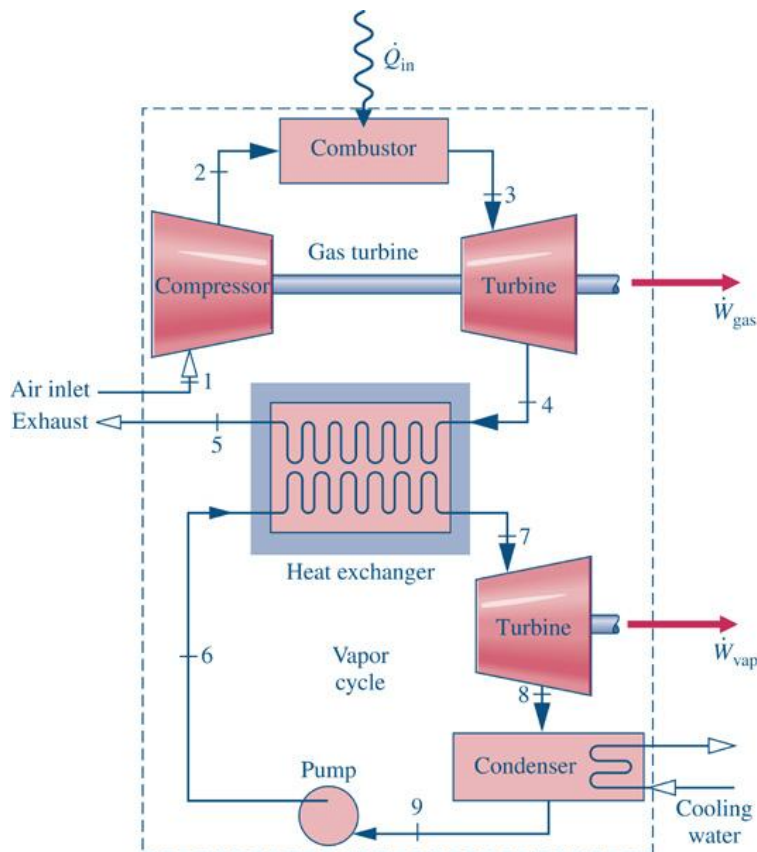 Q̇in
Combustor
2
3
Gas turbine
Compressor
Turbine
Ẇgas
1
Air inlet
4
Exhaust
5
7
Heat exchanger
Turbine
6
Vapor
cycle
Ẇvap
8
Condenser
Pump
9
Cooling
water